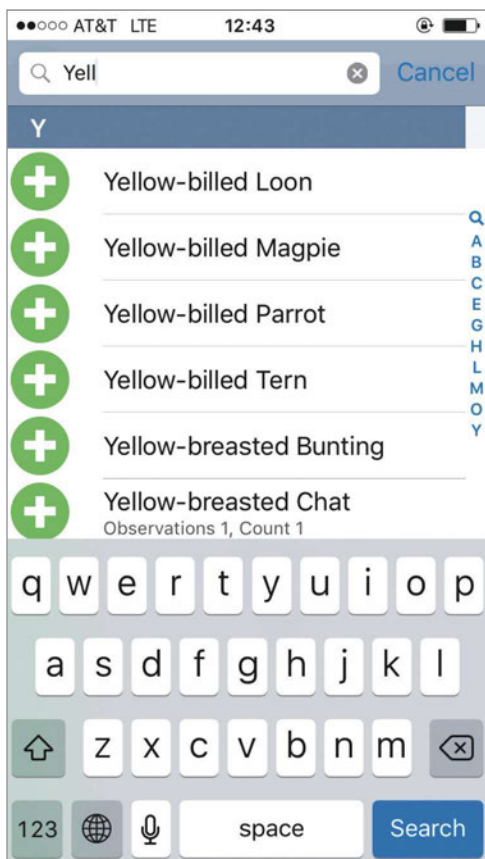 AT&T LTE 12:43
Yell Cancel
Y
Yellow-billed Loon
Yellow-billed Magpie
Yellow-billed Parrot
Yellow-billed Tern
Yellow-breasted Bunting
Yellow-breasted Chat
Observations 1, Count 1
A
B
C
E
G
H
L
M
O
Y
q w e r t y u i o p
a s d f g h j k l
z x c v b n m
123 space Search